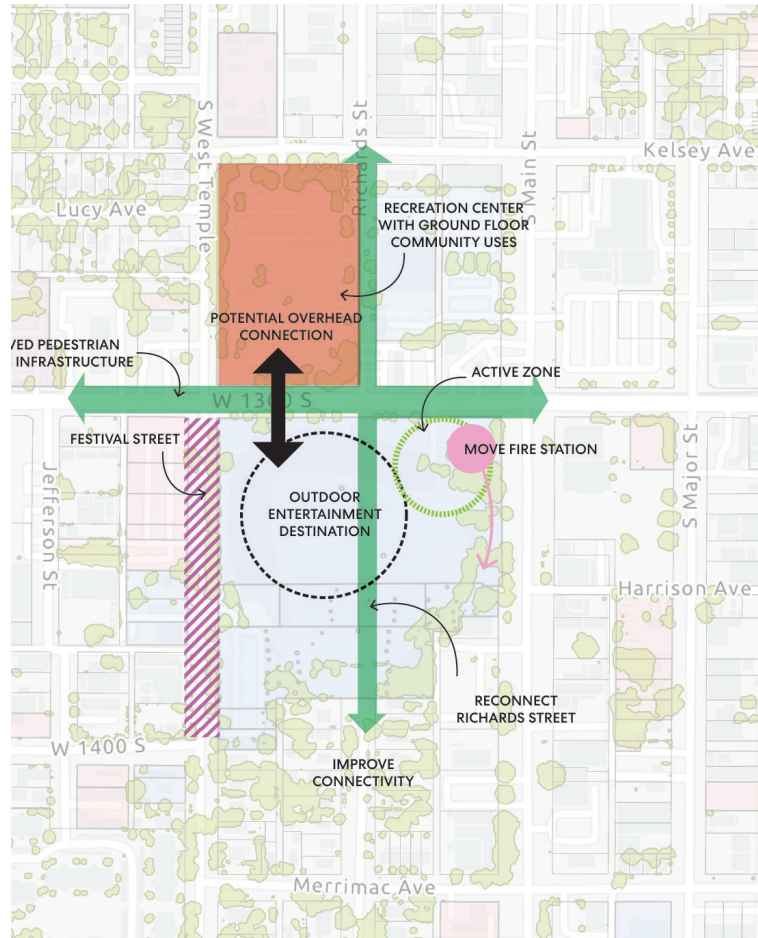 Richards St
S West Temple
S Main St
Kelsey Ave
Lucy Ave
RECREATION CENTER
WITH GROUND FLOOR
COMMUNITY USES
POTENTIAL OVERHEAD
CONNECTION
VED PEDESTRIAN
INFRASTRUCTURE
ACTIVE ZONE
W 1300 S
FESTIVAL STREET
MOVE FIRE STATION
S Major St
Jefferson St
OUTDOOR
ENTERTAINMENT
DESTINATION
Harrison Ave
RECONNECT
RICHARDS STREET
W 1400 S
IMPROVE
CONNECTIVITY
Merrimac Ave